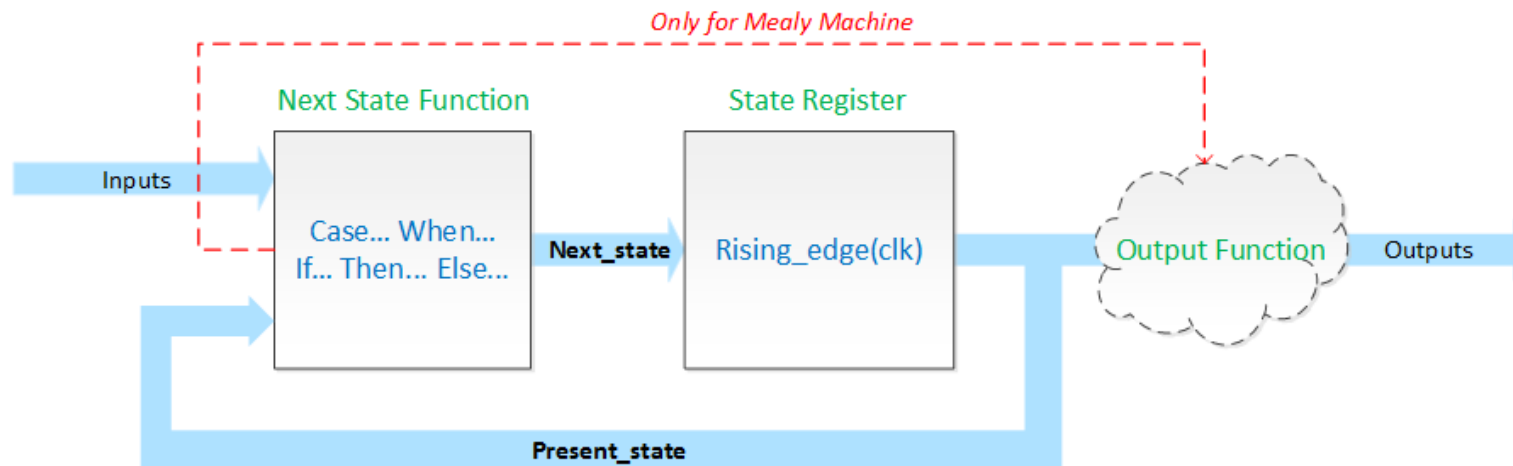 Only for Mealy Machine
Next State Function
State Register
Inputs
Case... When...
If... Then... Else...
Next_state
Rising_edge(clk)
Output Function
Outputs
Present_state